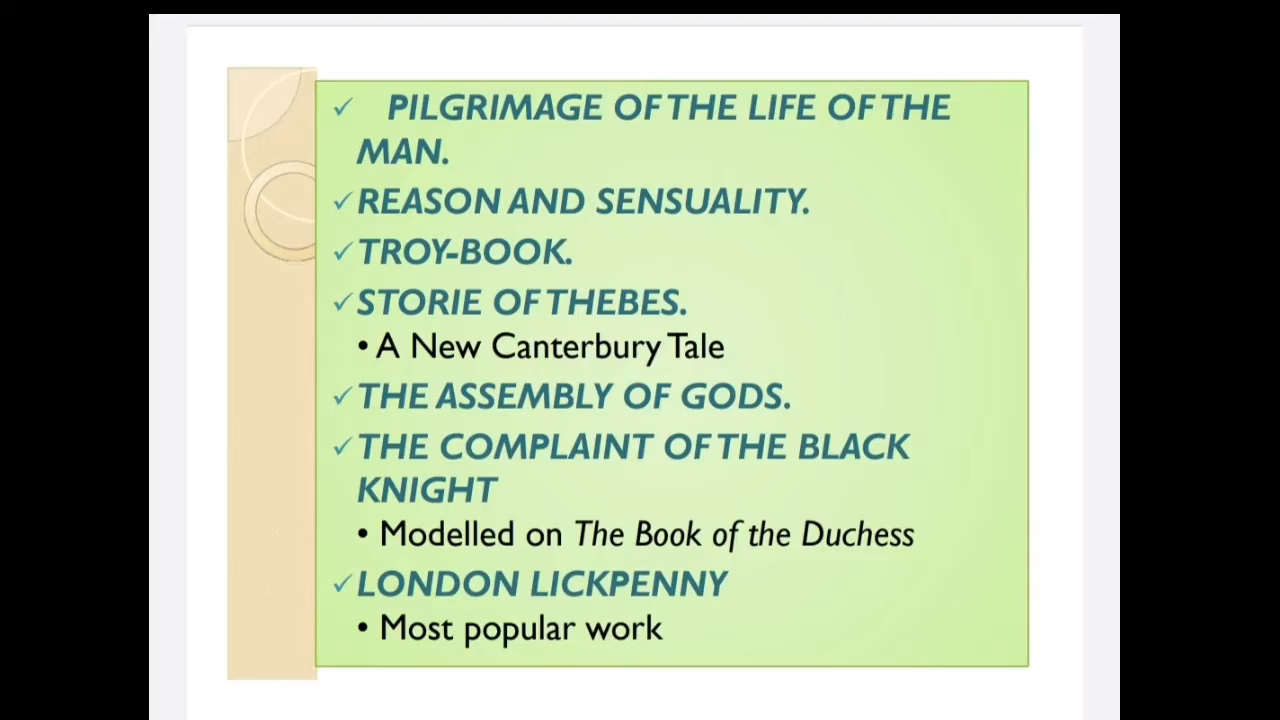 ✓ PILGRIMAGE OF THE LIFE OF THE
MAN.
✓ REASON AND SENSUALITY.
✓ TROY-BOOK.
✓ STORIE OF THEBES.
• A New Canterbury Tale
✓ THE ASSEMBLY OF GODS.
✓ THE COMPLAINT OF THE BLACK
KNIGHT
• Modelled on The Book of the Duchess
✓ LONDON LICKPENNY
• Most popular work